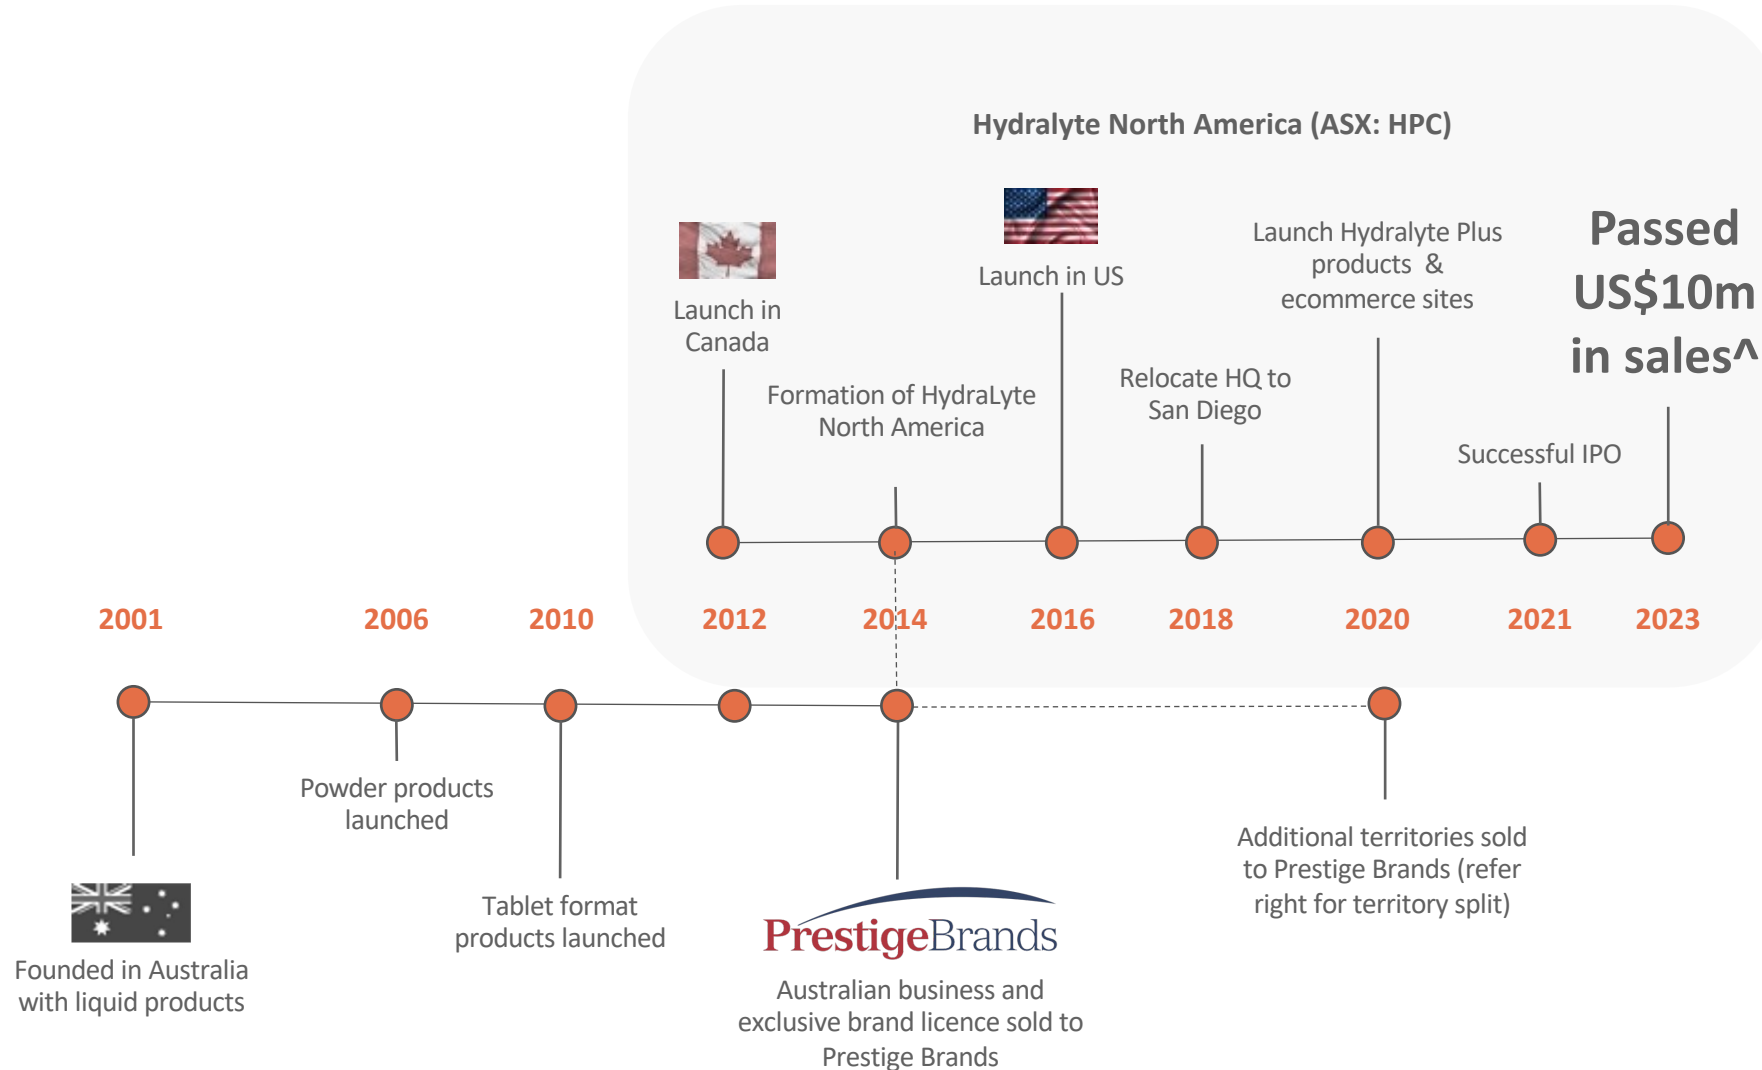 Hydralyte North America (ASX: HPC)
Launch in
Canada
Formation of HydraLyte
North America
Launch in US
Relocate HQ to
San Diego
Launch Hydralyte Plus
products &
ecommerce sites
Successful IPO
Passed
US$10m
in sales^
2001
2006
2010
2012
2014
2016
2018
2020
2021
2023
Founded in Australia
with liquid products
Powder products
launched
Tablet format
products launched
PrestigeBrands
Australian business and
exclusive brand licence sold to
Prestige Brands
Additional territories sold
to Prestige Brands (refer
right for territory split)